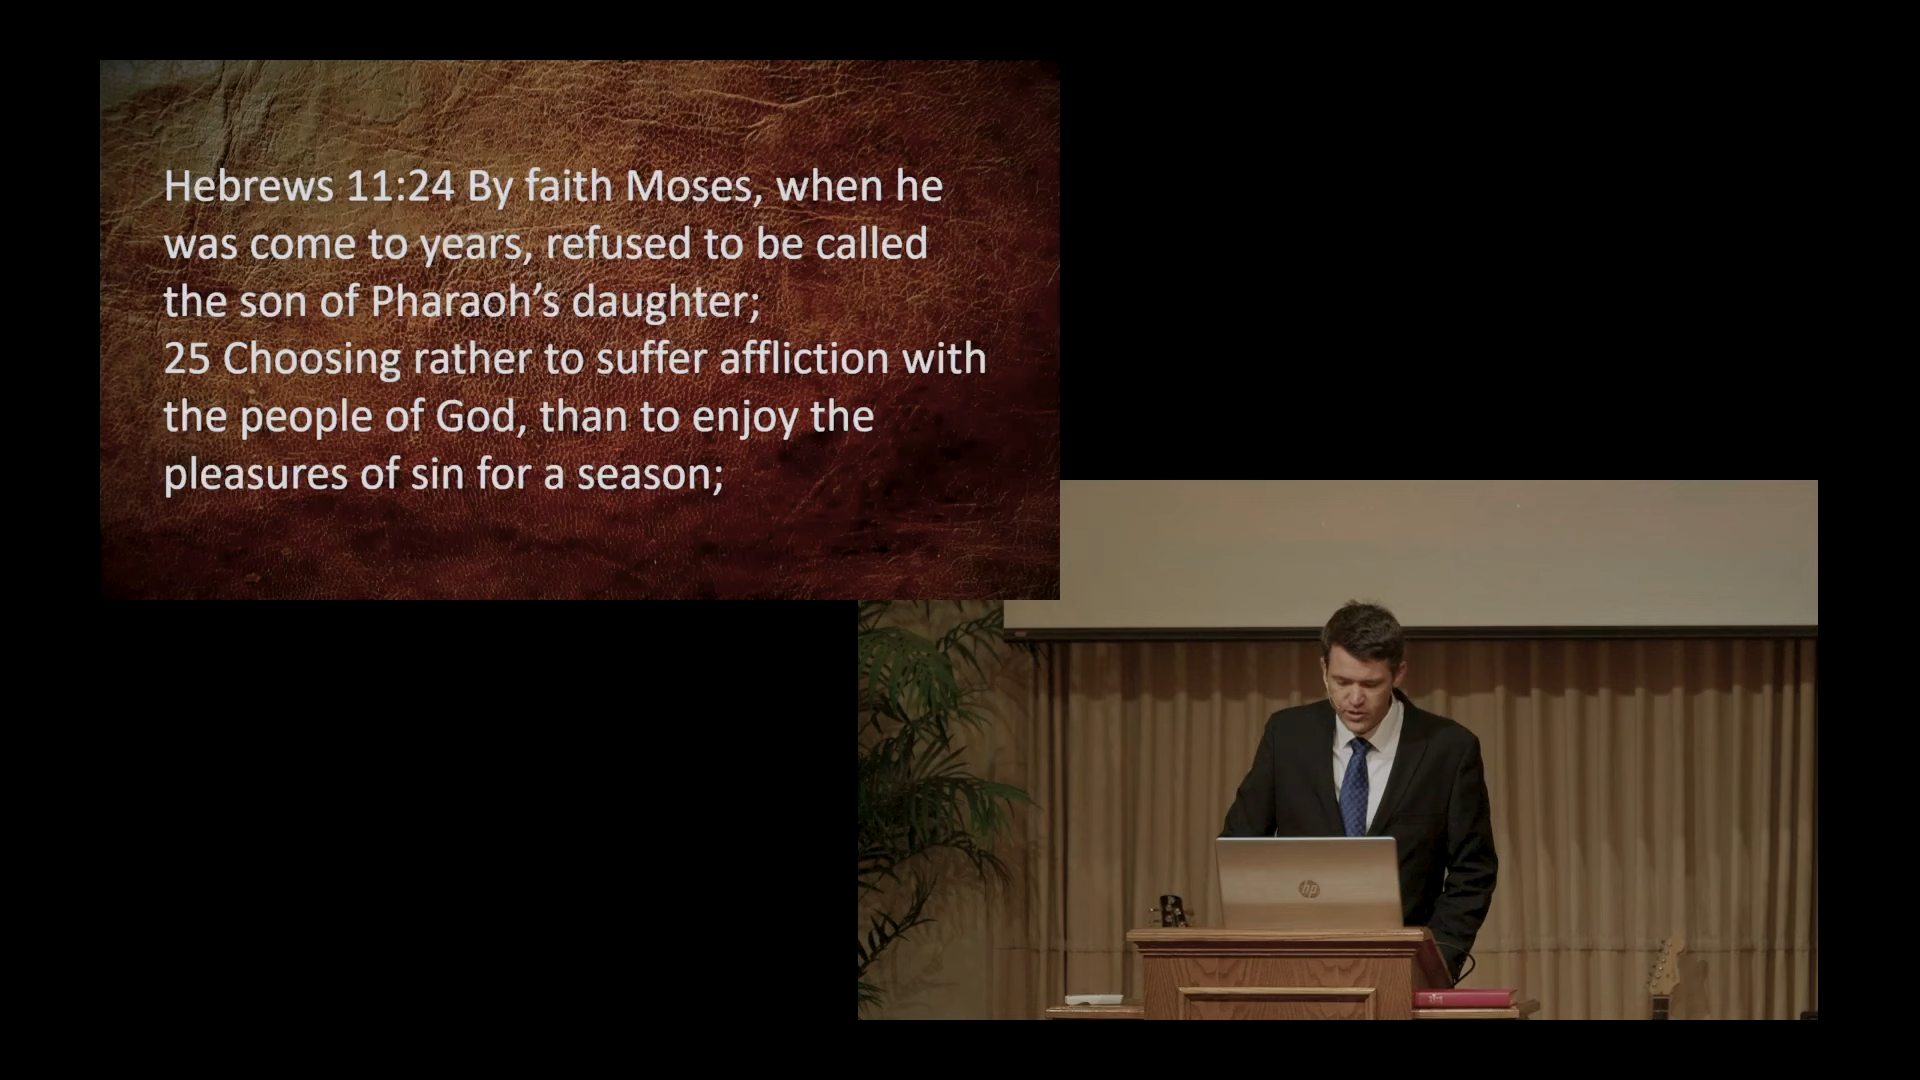 Hebrews 11:24 By faith Moses, when he
was come to years, refused to be called
the son of Pharaoh’s daughter;
25 Choosing rather to suffer affliction with
the people of God, than to enjoy the
pleasures of sin for a season;
hp